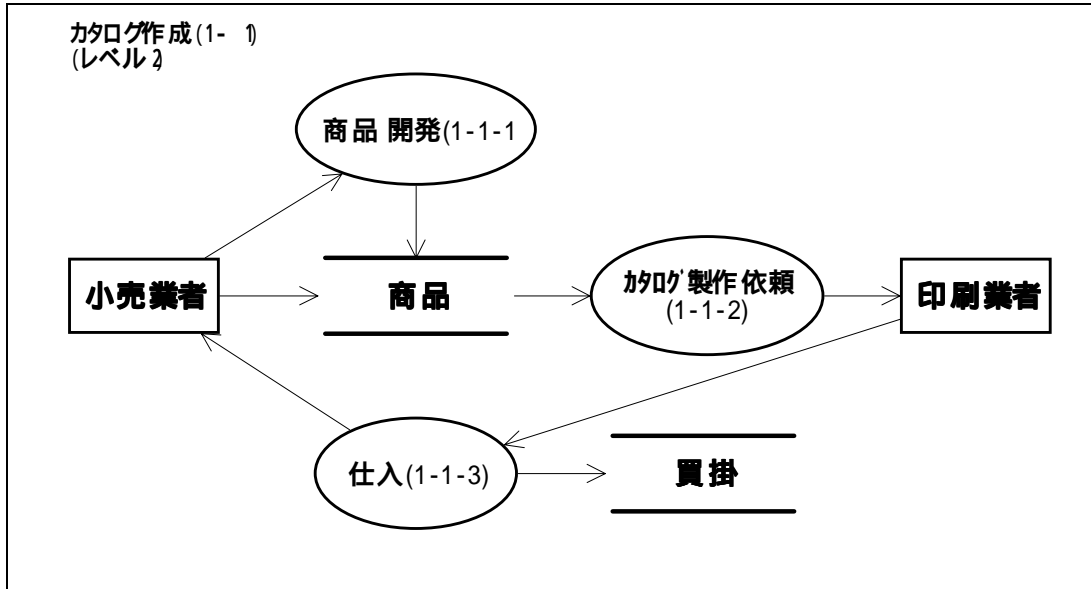 カタログ作成(1- 1)
(レベル2)
商品 開発(1-1-1
小売業者
商品
カタログ製作依頼
(1-1-2)
印刷業者
仕入(1-1-3)
買掛